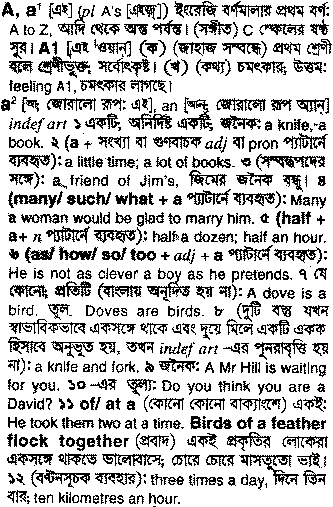 A, a¹ [এই] (pl A's [এইজ্]) ইংরেজি বর্ণমালার প্রথম বর্ণ:
A to Z, আদি থেকে অন্ত পর্যন্ত। (সঙ্গীত) C স্কেলের ষষ্ঠ
সুর। A1 [এই 'ওয়ান্] (ক) (জাহাজ সম্বন্ধে) প্রথম শ্রেণী
বলে শ্রেণীভুক্ত, সর্বোৎকৃষ্ট। (খ) (কথ্য) চমৎকার; উত্তম:
feeling A1, চমৎকার লাগছে।
a² [অ্য, জোরালো রূপ: এই], an [অ্যন্, জোরালো রূপ অ্যান]
indef art ১ একটি, অনির্দিষ্ট একটি, জনৈক: a knife, a
book. ২ (a + সংখ্যা বা গুণবাচক adj বা pron প্যাটার্নে
ব্যবহৃত): a little time; a lot of books. ৩ (সম্বন্ধপদের
সঙ্গে): a friend of Jim's, জিমের জনৈক বন্ধু। ৪
(many/ such/ what + a প্যাটার্নে ব্যবহৃত): Many
a woman would be glad to marry him. ৫ (half +
a+ n প্যাটার্নে ব্যবহৃত): half a dozen; half an hour.
৬ (as/ how/ so/ too + adj + a প্যাটার্নে ব্যবহৃত):
He is not as clever a boy as he pretends. ৭ যে
কোনো; প্রতিটি (বাংলায় অনূদিত হয় না): A dove is a
bird, তুল. Doves are birds. ৮ (দুটি বস্তু যখন
স্বাভাবিকভাবে একসঙ্গে থাকে এবং দুয়ে মিলে একটি একক
হিসাবে অনুভূত হয়, তখন indef art -এর পুনরাবৃত্তি হয়
না): a knife and fork. ৯ জনৈক: A Mr Hill is waiting
for you. ১০ -এর তুল্য: Do you think you are a
David? ১১ of/ at a (কোনো কোনো বাক্যাংশে) একই:
He took them two at a time. Birds of a feather
flock together (প্রবাদ) একই প্রকৃতির লোকেরা
একসঙ্গে থাকতে ভালোবাসে; চোরে চোরে মাসতুতো ভাই।
১২ (বণ্টনসূচক ব্যবহার): three times a day, দিনে তিন
বার; ten kilometres an hour.